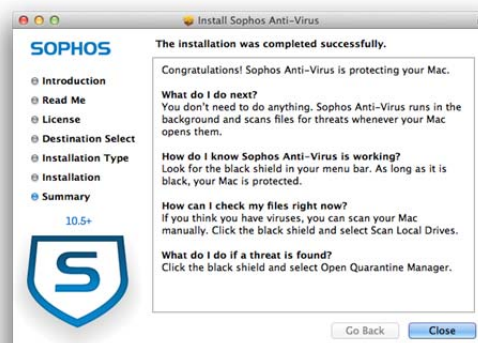 Install Sophos Anti-Virus
SOPHOS
Introduction
Read Me
License
Destination Select
Installation Type
Installation
Summary
10.5+
S
The installation was completed successfully.
Congratulations! Sophos Anti-Virus is protecting your Mac.
What do I do next?
You don't need to do anything. Sophos Anti-Virus runs in the
background and scans files for threats whenever your Mac
opens them.
How do I know Sophos Anti-Virus is working?
Look for the black shield in your menu bar. As long as it is
black, your Mac is protected.
How can I check my files right now?
If you think you have viruses, you can scan your Mac
manually. Click the black shield and select Scan Local Drives.
What do I do if a threat is found?
Click the black shield and select Open Quarantine Manager.
Go Back
Close